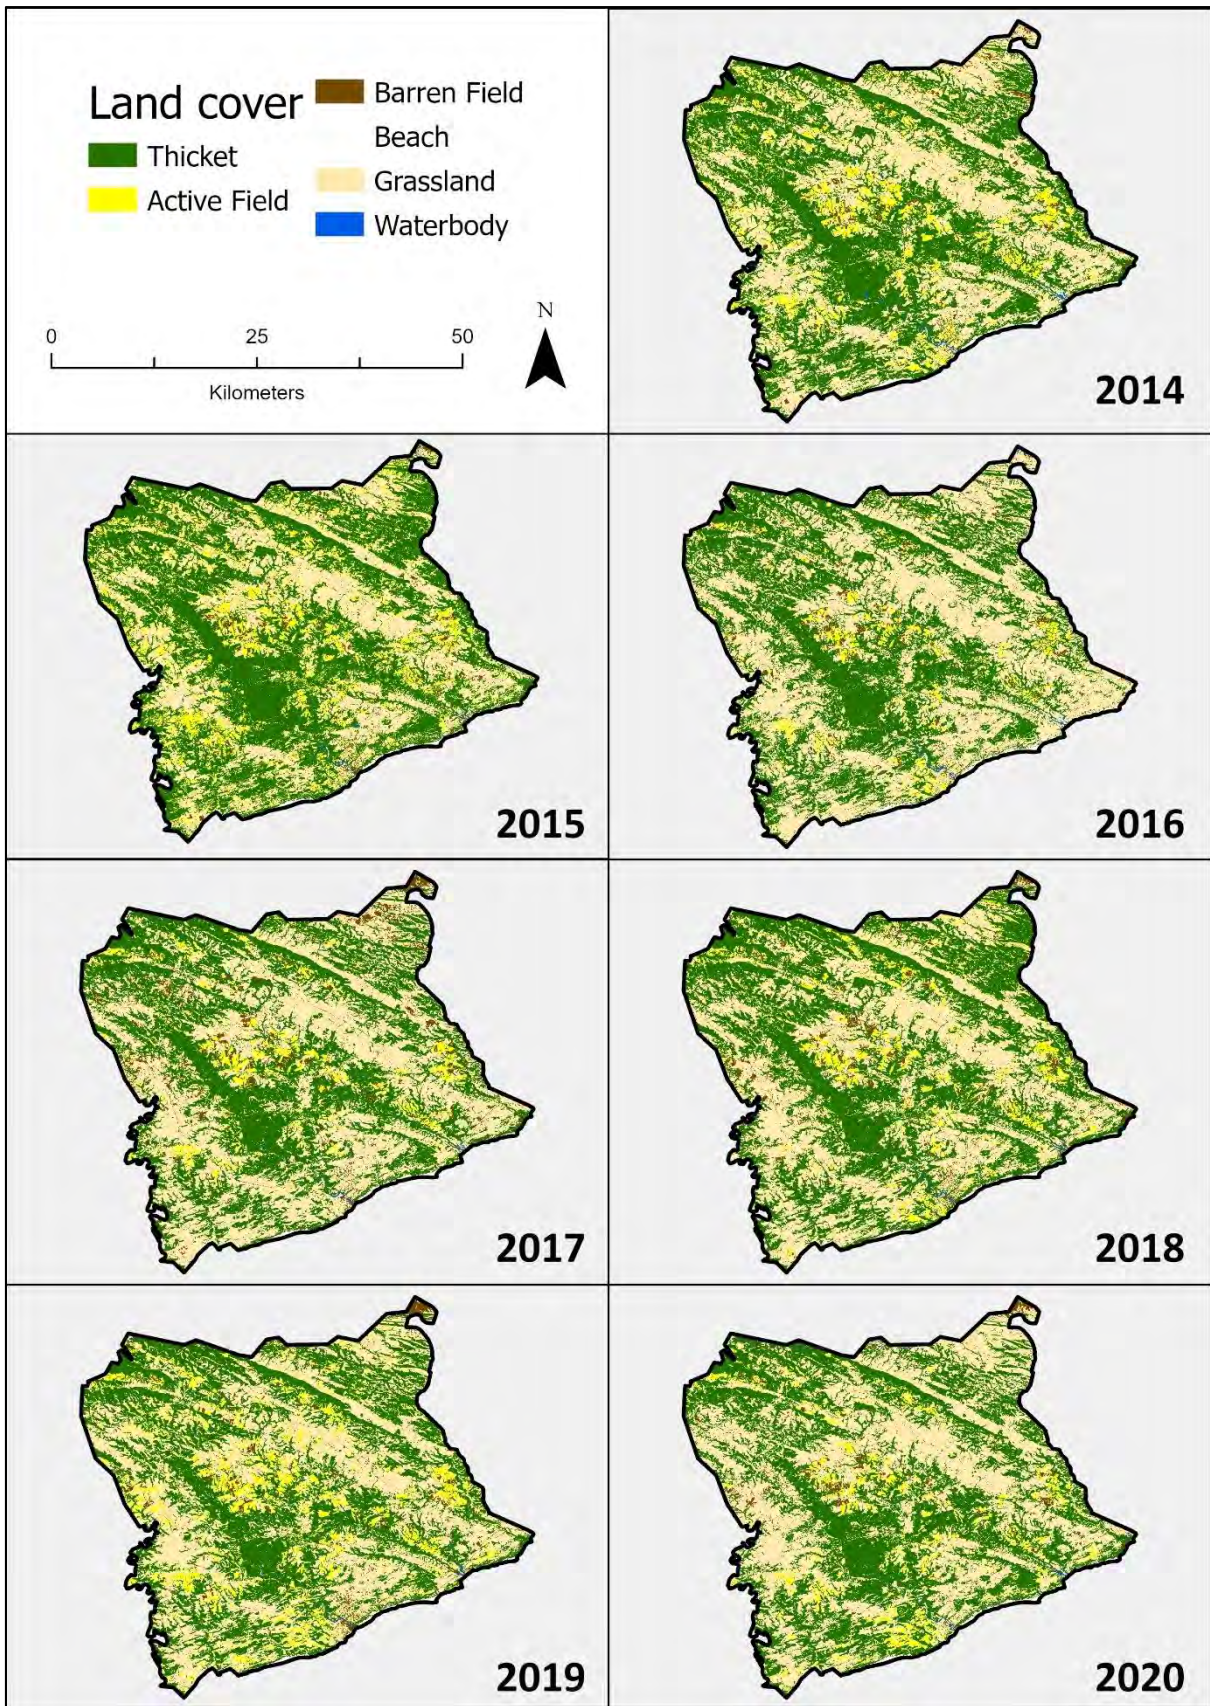 Land cover
Thicket
Active Field
Barren Field
Beach
Grassland
Waterbody
0 25 50
Kilometers
N
2014
2015
2016
2017
2018
2019
2020